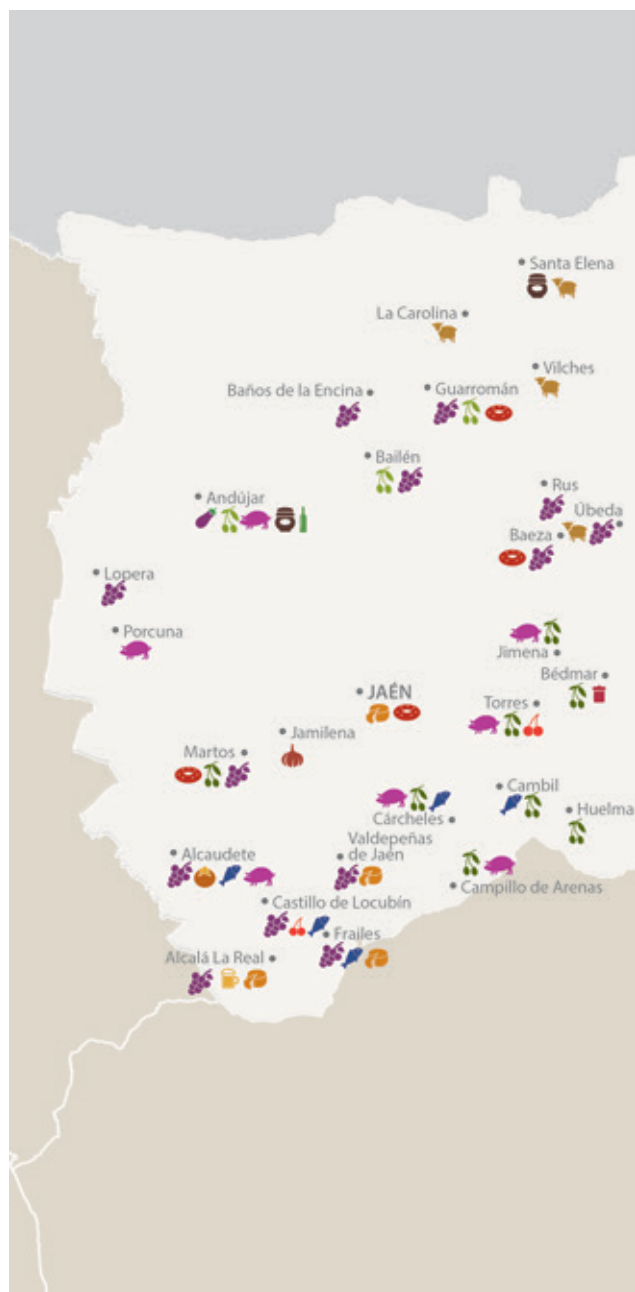 Santa Elena
La Carolina
Vilches
Baños de la Encina
Guarromán
Bailén
Rus
Andújar
Úbeda
Baeza
Lopera
Porcuna
Jimena
Bédmar
JAÉN
Torres
Jamilena
Martos
Cambil
Huelma
Cárcheles
Valdepeñas
de Jaén
Alcaudete
Campillo de Arenas
Castillo de Locubín
Frailes
Alcalá La Real